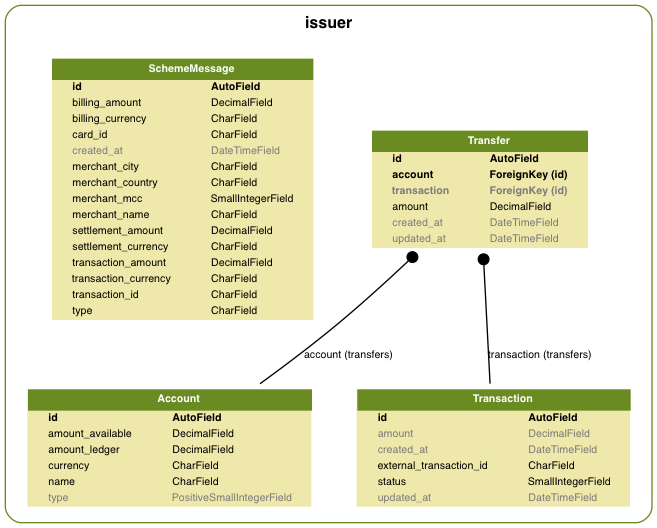 issuer
SchemeMessage
id AutoField
billing_amount DecimalField
billing_currency CharField
card_id CharField
created_at DateTimeField
merchant_city CharField
merchant_country CharField
merchant_mcc SmallIntegerField
merchant_name CharField
settlement_amount DecimalField
settlement_currency CharField
transaction_amount DecimalField
transaction_currency CharField
transaction_id CharField
type CharField
Transfer
id AutoField
account ForeignKey (id)
transaction ForeignKey (id)
amount DecimalField
created_at DateTimeField
updated_at DateTimeField
account (transfers)
transaction (transfers)
Account
id AutoField
amount_available DecimalField
amount_ledger DecimalField
currency CharField
name CharField
type PositiveSmallIntegerField
Transaction
id AutoField
amount DecimalField
created_at DateTimeField
external_transaction_id CharField
status SmallIntegerField
updated_at DateTimeField